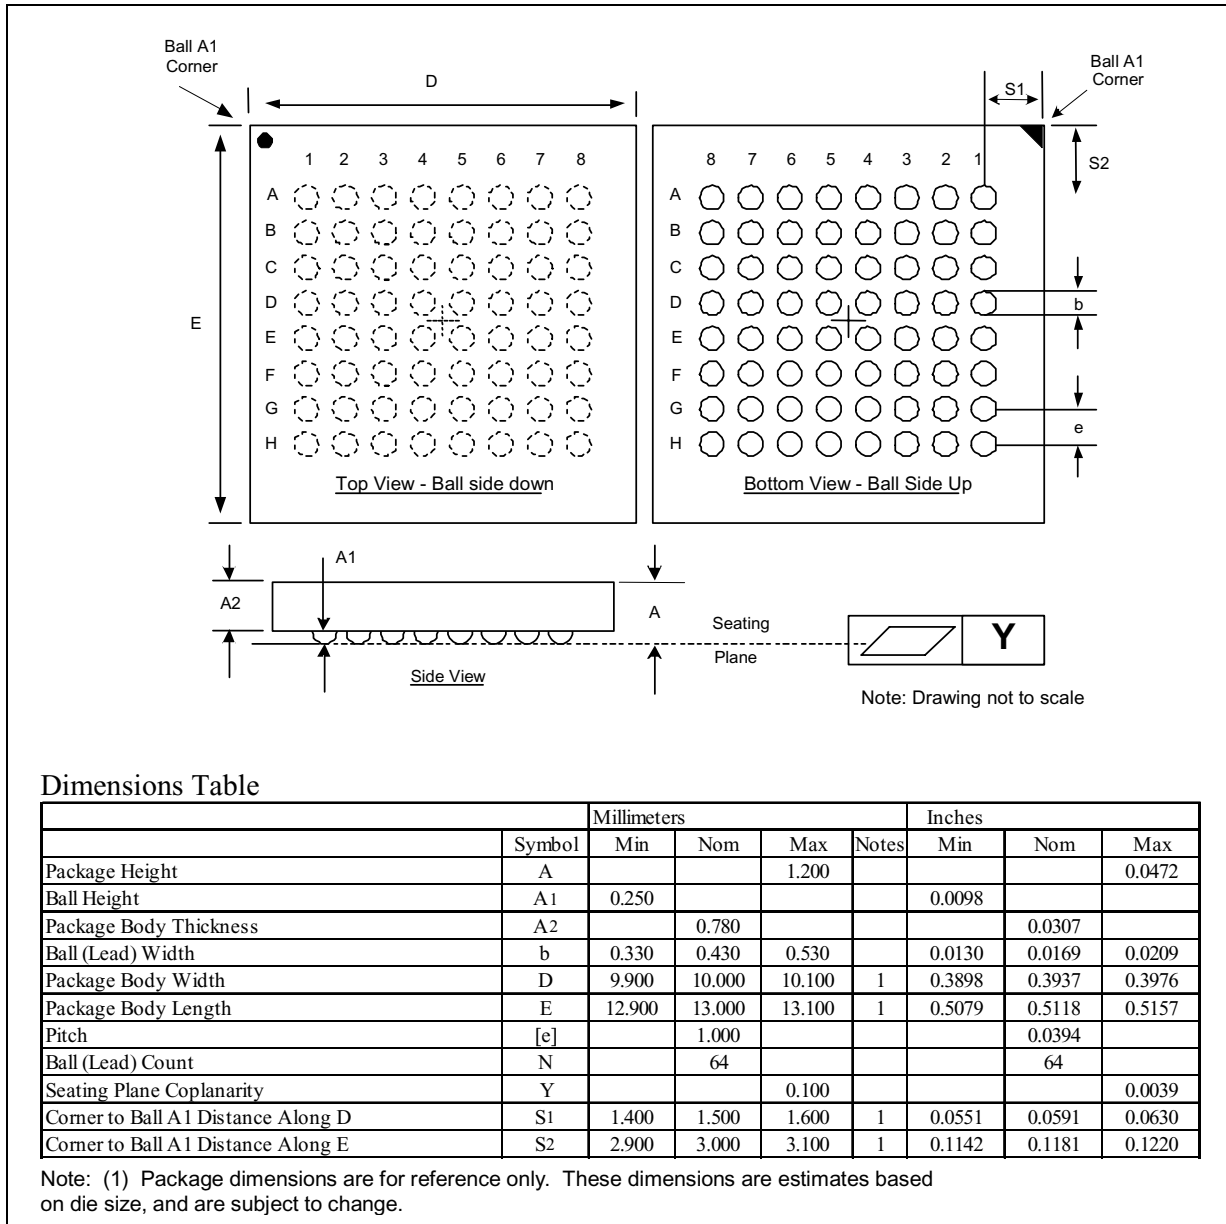 Ball A1
Corner
D
S1
Ball A1
Corner
1 2 3 4 5 6 7 8
A
B
C
D
E
F
G
H
E
Top View - Ball side down
8 7 6 5 4 3 2 1
A
B
C
D
E
F
G
H
S2
b
e
Bottom View - Ball Side Up
A1
A2
A
Seating
Plane
Side View
Y
Note: Drawing not to scale
Dimensions Table
Millimeters Inches
Symbol Min Nom Max Notes Min Nom Max
Package Height A 1.200 0.0472
Ball Height A1 0.250 0.0098
Package Body Thickness A2 0.780 0.0307
Ball (Lead) Width b 0.330 0.430 0.530 0.0130 0.0169 0.0209
Package Body Width D 9.900 10.000 10.100 1 0.3898 0.3937 0.3976
Package Body Length E 12.900 13.000 13.100 1 0.5079 0.5118 0.5157
Pitch [e] 1.000 0.0394
Ball (Lead) Count N 64 64
Seating Plane Coplanarity Y 0.100 0.0039
Corner to Ball A1 Distance Along D S1 1.400 1.500 1.600 1 0.0551 0.0591 0.0630
Corner to Ball A1 Distance Along E S2 2.900 3.000 3.100 1 0.1142 0.1181 0.1220
Note: (1) Package dimensions are for reference only. These dimensions are estimates based
on die size, and are subject to change.